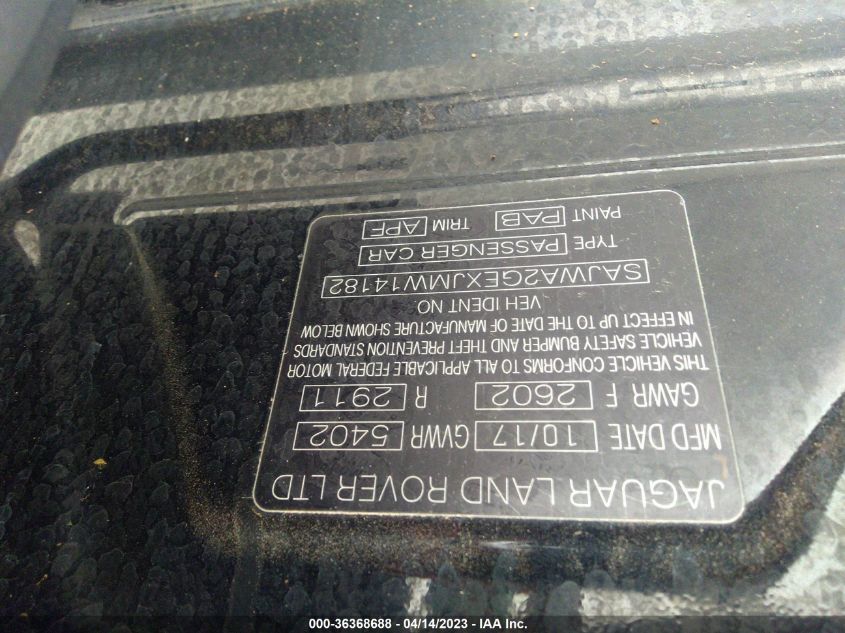 JAGUAR LAND ROVER LTD
MFD DATE 10/17 GVWR 5402
GAWR F 2602 R 2911
THIS VEHICLE CONFORMS TO ALL APPLICABLE FEDERAL MOTOR
VEHICLE SAFETY BUMPER AND THEFT PREVENTION STANDARDS
IN EFFECT UP TO THE DATE OF MANUFACTURE SHOWN BELOW
VEH IDENT NO
SAJWA2GEXJMW14182
TYPE PASSENGER CAR
PAINT PAB TRIM APF
000-36368688 - 04/14/2023 - IAA Inc.